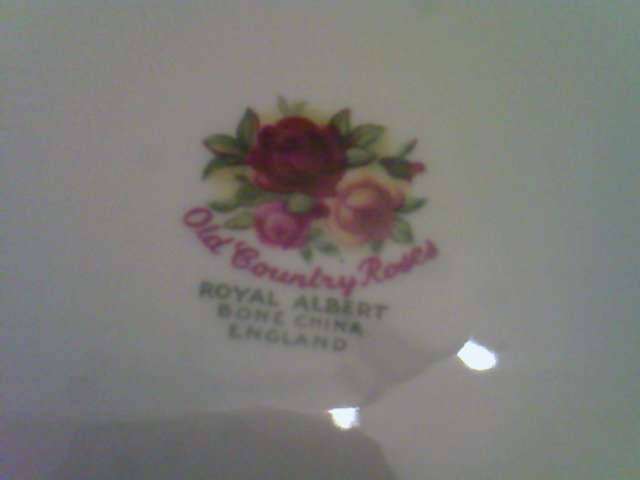 Old Country Roses
ROYAL ALBERT
BONE CHINA
ENGLAND